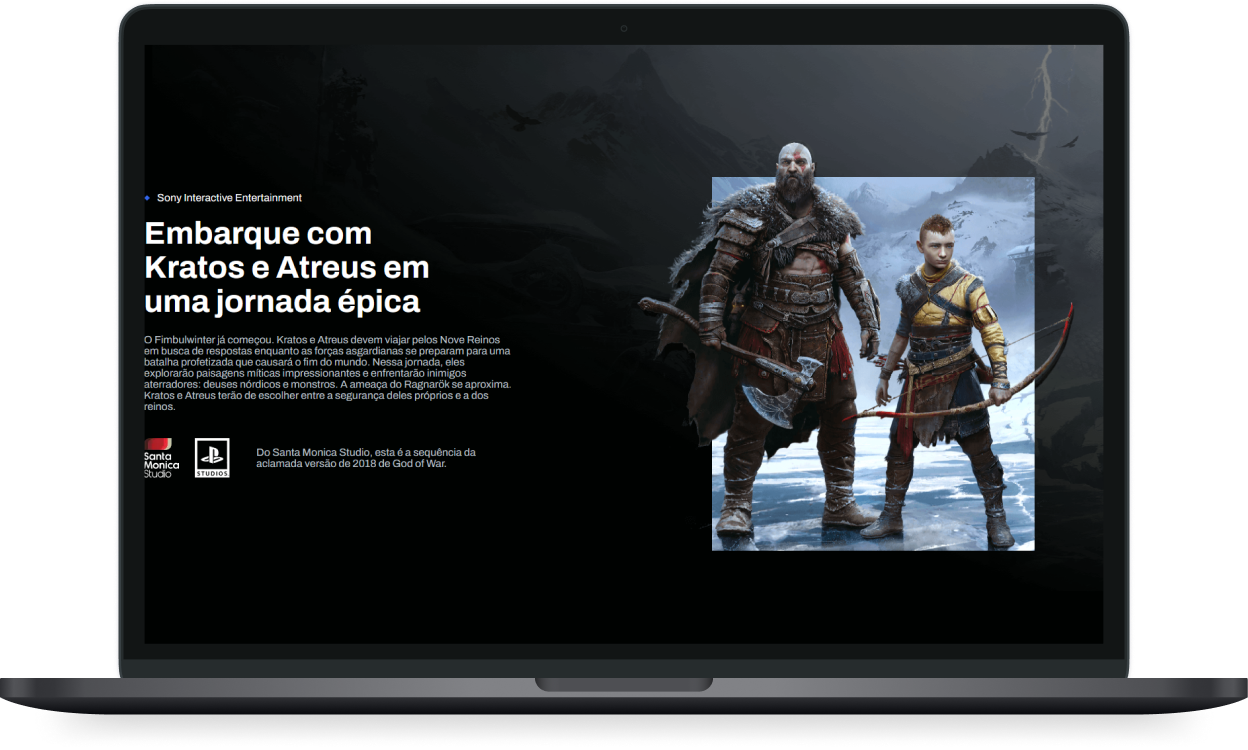 Sony Interactive Entertainment
Embarque com
Kratos e Atreus em
uma jornada épica
O Fimbulwinter já começou. Kratos e Atreus devem viajar pelos Nove Reinos
em busca de respostas enquanto as forças asgardianas se preparam para uma
batalha profetizada que causará o fim do mundo. Nessa jornada, eles
explorarão paisagens míticas impressionantes e enfrentarão inimigos
aterradores: deuses nórdicos e monstros. A ameaça do Ragnarök se aproxima.
Kratos e Atreus terão de escolher entre a segurança deles próprios e a dos
reinos.
Santa
Monica
Studio
STUDIOS
Do Santa Monica Studio, esta é a sequência da
aclamada versão de 2018 de God of War.